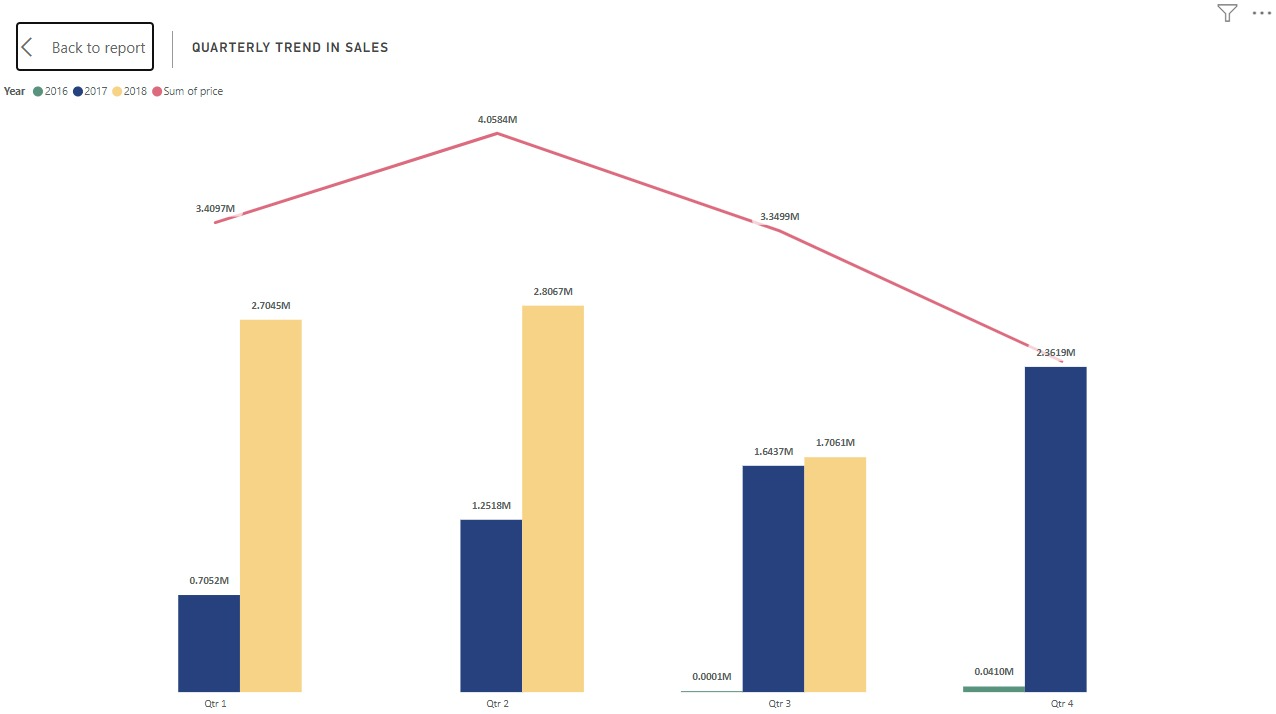 Back to report
QUARTERLY TREND IN SALES
Year 2016 2017 2018 Sum of price
4.0584M
3.4097M
3.3499M
2.8067M
2.7045M
2.3619M
1.7061M
1.6437M
1.2518M
0.7052M
0.0410M
0.0001M
Qtr 1 Qtr 2 Qtr 3 Qtr 4